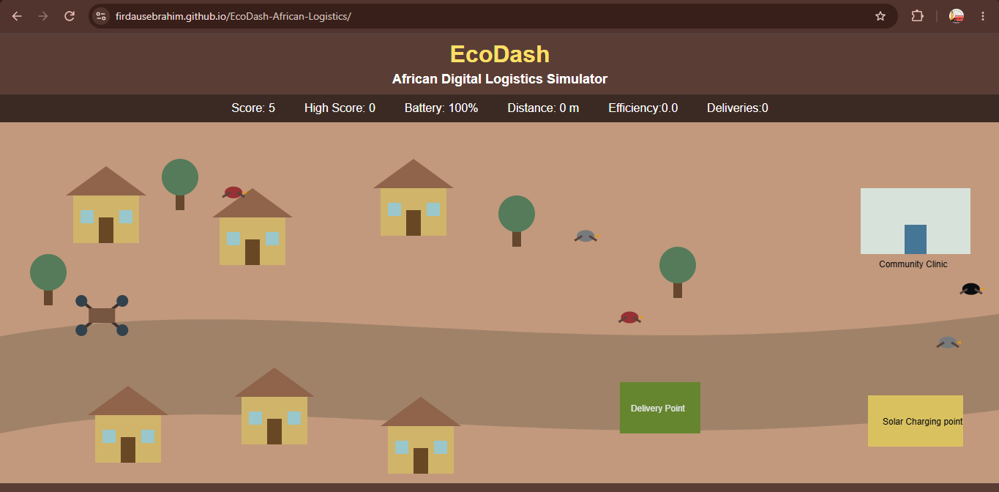 firdausebrahim.github.io/EcoDash-African-Logistics/
EcoDash
African Digital Logistics Simulator
Score: 5 High Score: 0 Battery: 100% Distance: 0 m Efficiency:0.0 Deliveries:0
Community Clinic
Delivery Point
Solar Charging point